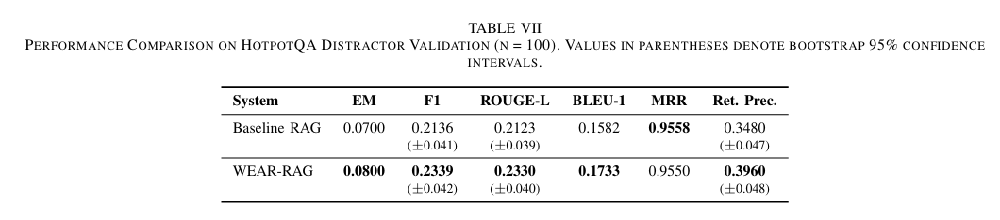 TABLE VII
PERFORMANCE COMPARISON ON HOTPOTQA DISTRACTOR VALIDATION (N = 100). VALUES IN PARENTHESES DENOTE BOOTSTRAP 95% CONFIDENCE
INTERVALS.
System EM F1 ROUGE-L BLEU-1 MRR Ret. Prec.
Baseline RAG 0.0700 0.2136 0.2123 0.1582 0.9558 0.3480
(±0.041) (±0.039) (±0.047)
WEAR-RAG 0.0800 0.2339 0.2330 0.1733 0.9550 0.3960
(±0.042) (±0.040) (±0.048)